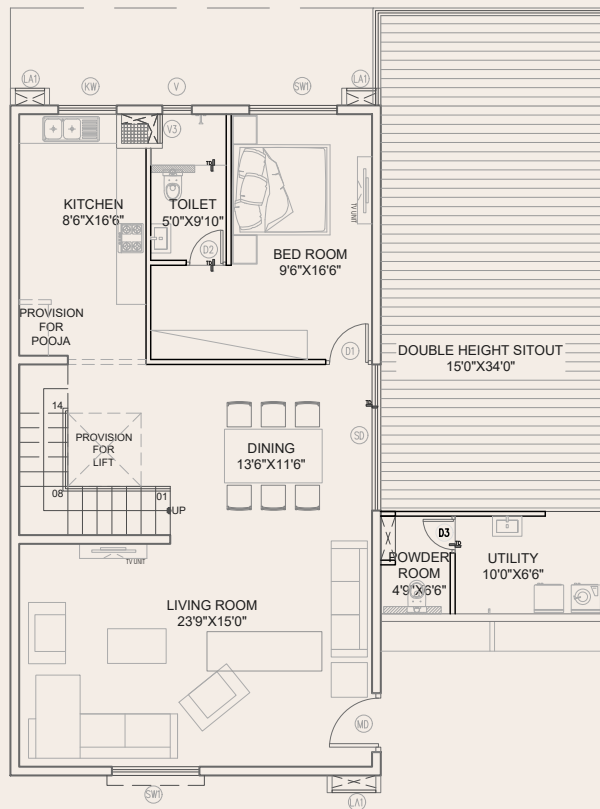 LA1
KW
V
SW1
LA1
V3
KITCHEN
8'6"X16'6"
TOILET
5'0"X9'10"
D2
BED ROOM
9'6"X16'6"
TV UNIT
PROVISION
FOR
POOJA
D1
DOUBLE HEIGHT SITOUT
15'0"X34'0"
14
PROVISION
FOR
LIFT
DINING
13'6"X11'6"
SD
08
01
UP
D3
POWDER
ROOM
4'9"X6'6"
UTILITY
10'0"X6'6"
TV UNIT
LIVING ROOM
23'9"X15'0"
MD
SW1
LA1